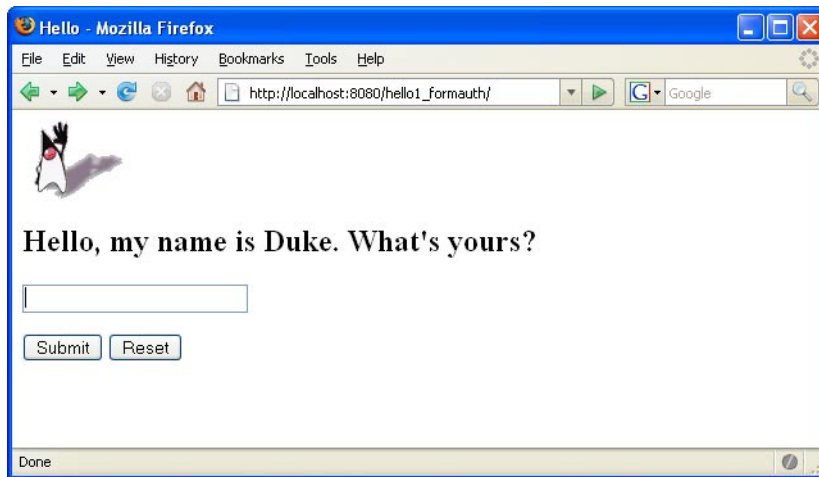 Hello - Mozilla Firefox
File Edit View History Bookmarks Tools Help
http://localhost:8080/hello1_formauth/ G Google
Hello, my name is Duke. What's yours?
Submit Reset
Done